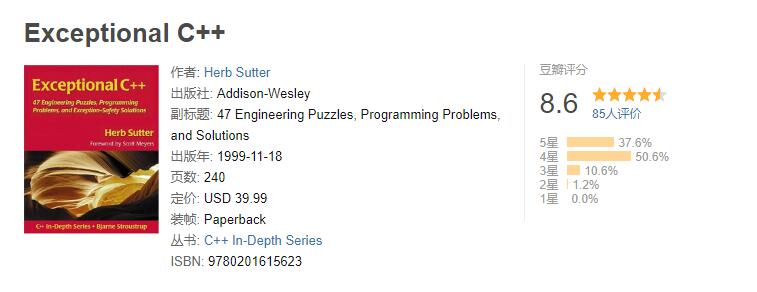 Exceptional C++
Exceptional C++
47 Engineering Puzzles, Programming
Problems, and Exception-Safety Solutions
Herb Sutter
Foreword by Scott Meyers
C++ In-Depth Series • Bjarne Stroustrup
作者: Herb Sutter
出版社: Addison-Wesley
副标题: 47 Engineering Puzzles, Programming Problems,
and Solutions
出版年: 1999-11-18
页数: 240
定价: USD 39.99
装帧: Paperback
丛书: C++ In-Depth Series
ISBN: 9780201615623
豆瓣评分
8.6
85人评价
5星 37.6%
4星 50.6%
3星 10.6%
2星 1.2%
1星 0.0%